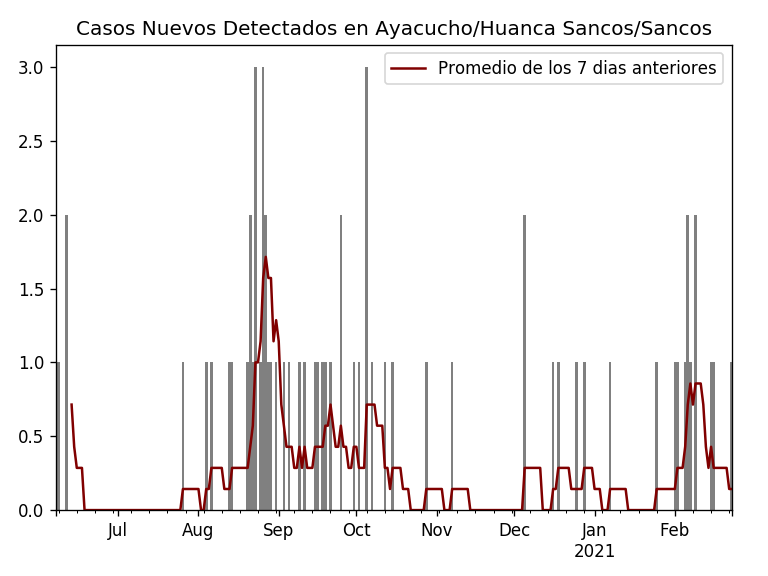 Casos Nuevos Detectados en Ayacucho/Huanca Sancos/Sancos
Promedio de los 7 dias anteriores
3.0
2.5
2.0
1.5
1.0
0.5
0.0
Jul Aug Sep Oct Nov Dec Jan Feb
2021